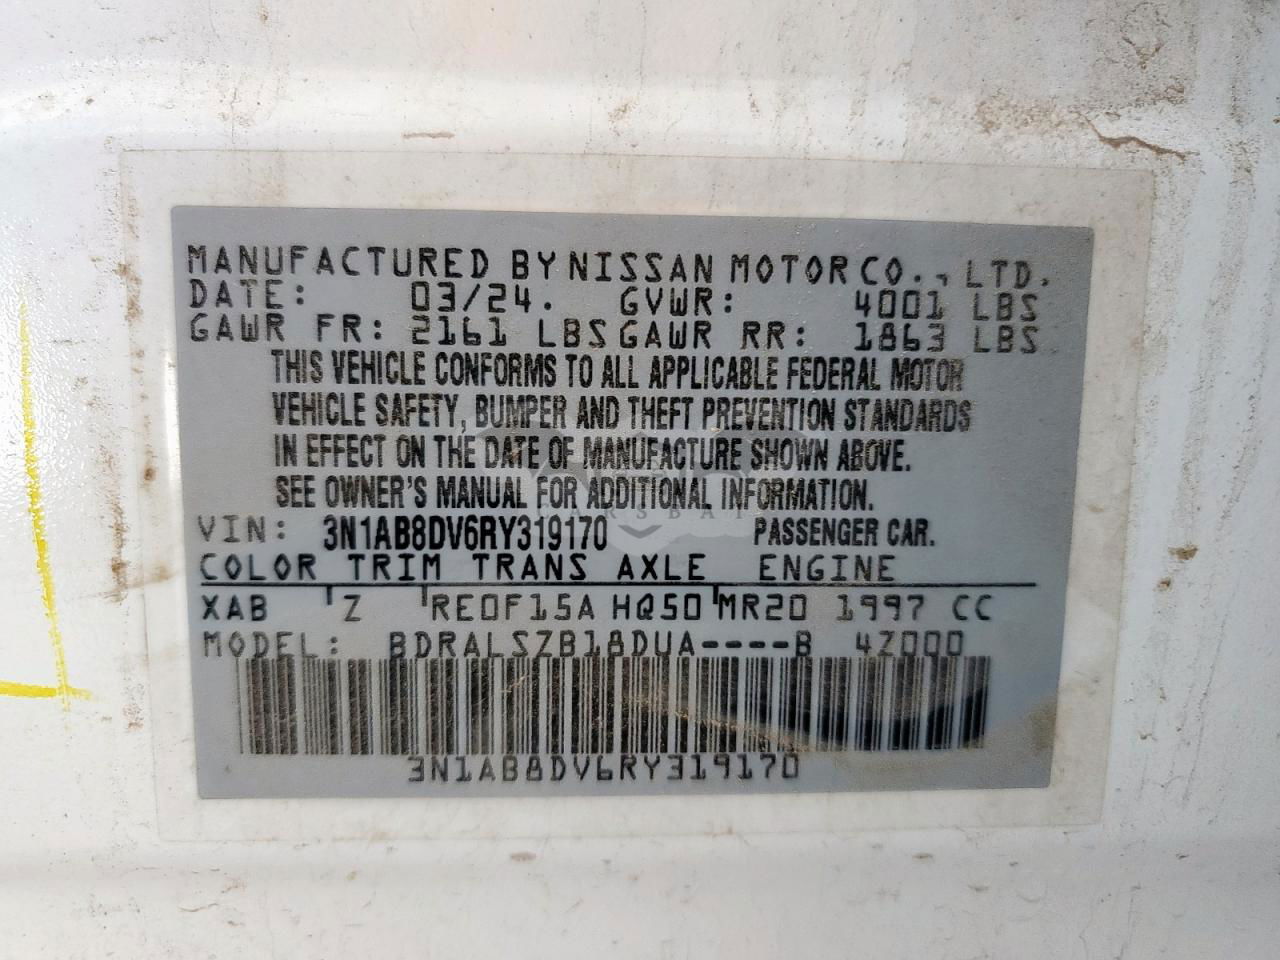 MANUFACTURED BY NISSAN MOTOR CO., LTD.
DATE: 03/24. GVWR: 4001 LBS
GAWR FR: 2161 LBS GAWR RR: 1863 LBS
THIS VEHICLE CONFORMS TO ALL APPLICABLE FEDERAL MOTOR
VEHICLE SAFETY, BUMPER AND THEFT PREVENTION STANDARDS
IN EFFECT ON THE DATE OF MANUFACTURE SHOWN ABOVE.
SEE OWNER'S MANUAL FOR ADDITIONAL INFORMATION.
CARSBAT
VIN: 3N1AB8DV6RY319170 PASSENGER CAR.
COLOR TRIM TRANS AXLE ENGINE
XAB Z RE0F15A HQ50 MR20 1997 CC
MODEL: BDRALSZB18DUA----B 4Z000
3N1AB8DV6RY319170